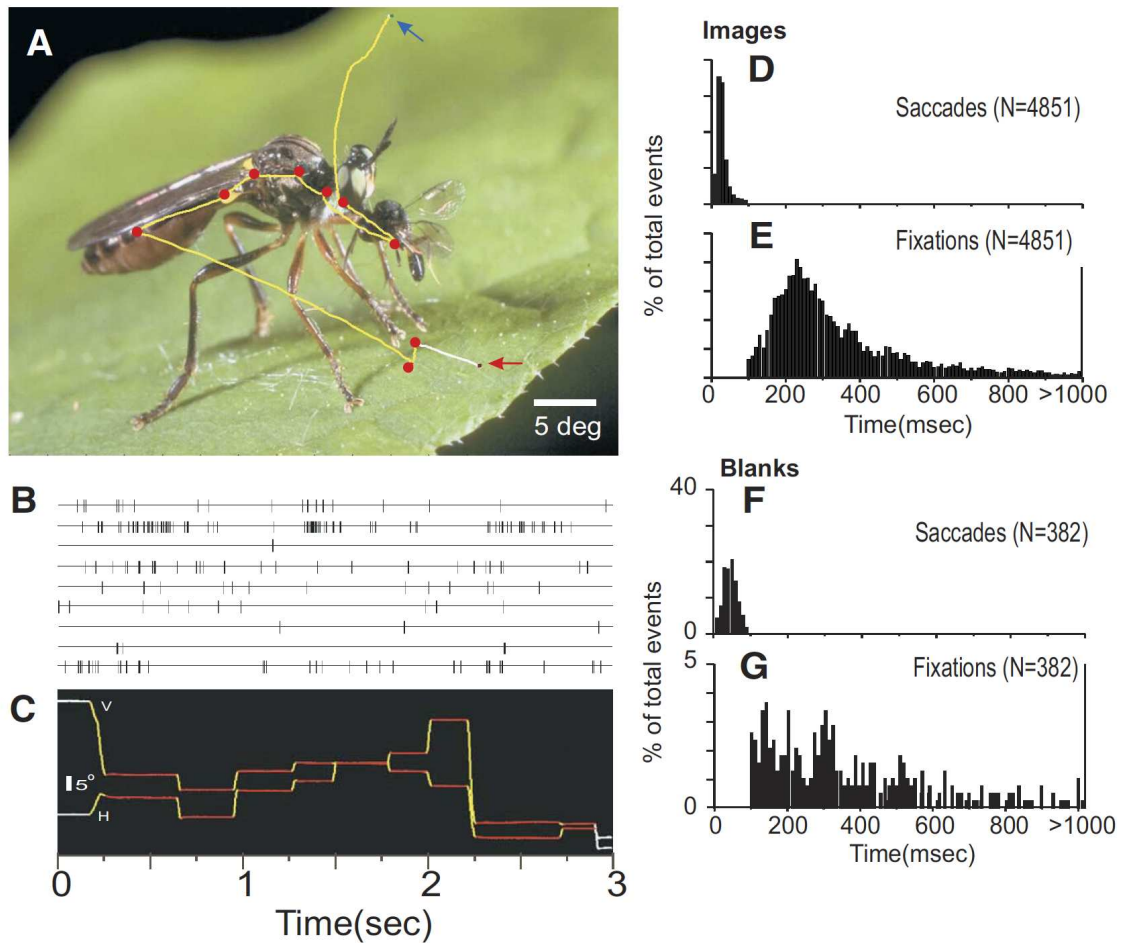 A
5 deg
B
C
V
5°
H
0 1 2 3
Time(sec)
Images
D
Saccades (N=4851)
% of total events
E
Fixations (N=4851)
0 200 400 600 800 >1000
Time(msec)
Blanks
40
F
Saccades (N=382)
0
% of total events
5
G
Fixations (N=382)
0
0 200 400 600 800 >1000
Time(msec)